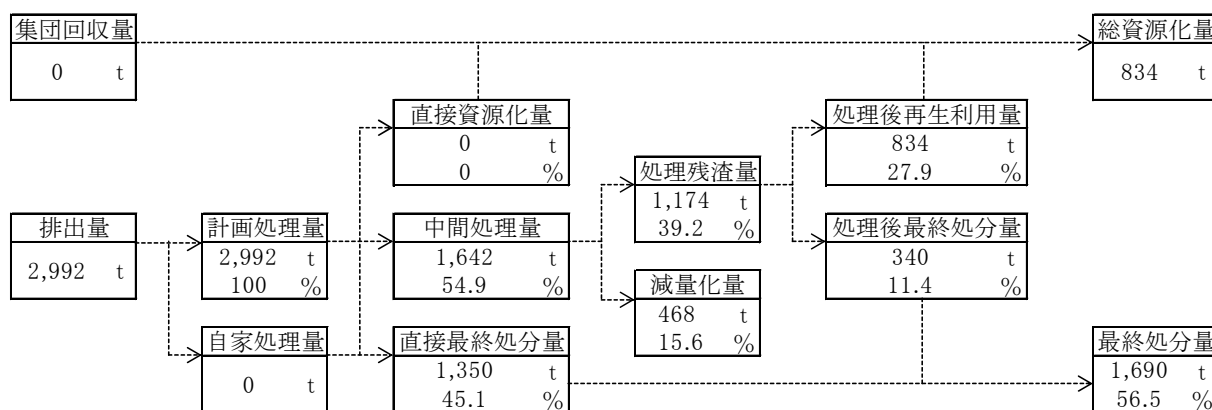 集団回収量
0 t
総資源化量
834 t
直接資源化量
0 t
0 %
処理後再生利用量
834 t
27.9 %
処理残渣量
1,174 t
39.2 %
排出量
2,992 t
計画処理量
2,992 t
100 %
中間処理量
1,642 t
54.9 %
処理後最終処分量
340 t
11.4 %
減量化量
468 t
15.6 %
自家処理量
0 t
直接最終処分量
1,350 t
45.1 %
最終処分量
1,690 t
56.5 %